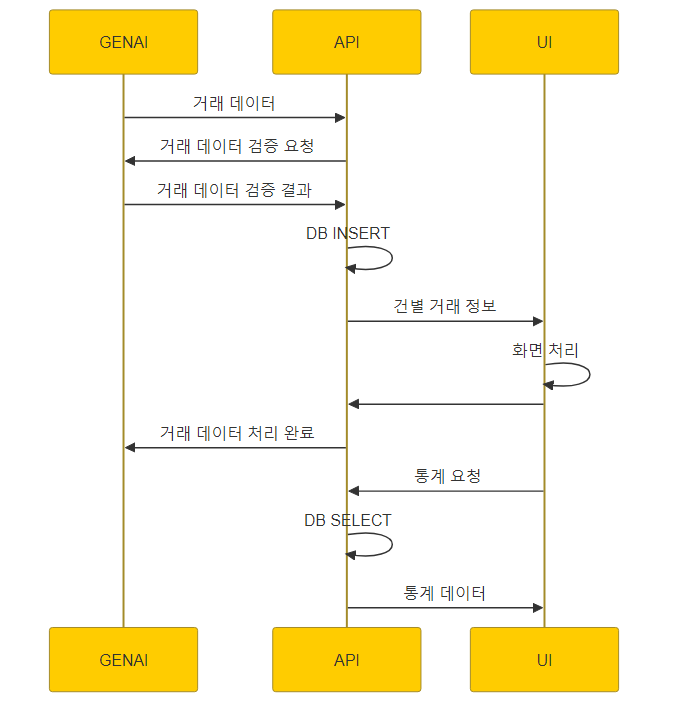 GENAI
API
UI
거래 데이터
거래 데이터 검증 요청
거래 데이터 검증 결과
DB INSERT
건별 거래 정보
화면 처리
거래 데이터 처리 완료
통계 요청
DB SELECT
통계 데이터
GENAI
API
UI